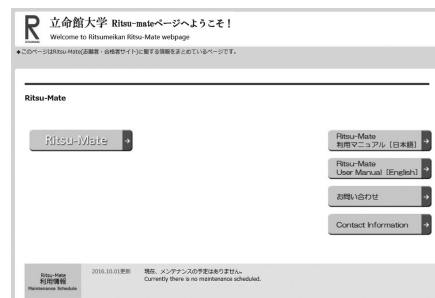 R 立命館大学 Ritsu-mateページへようこそ！
Welcome to Ritsumeikan Ritsu-Mate webpage
◆このページはRitsu-Mate(志願者・合格者サイト)に関する情報をまとめているページです。
Ritsu-Mate
Ritsu-Mate
Ritsu-Mate
利用マニュアル [日本語]
Ritsu-Mate
User Manual [English]
お問い合わせ
Contact Information
Ritsu-Mate
利用情報
Maintenance Schedule
2016.10.01更新
現在、メンテナンスの予定はありません。
Currently there is no maintenance scheduled.